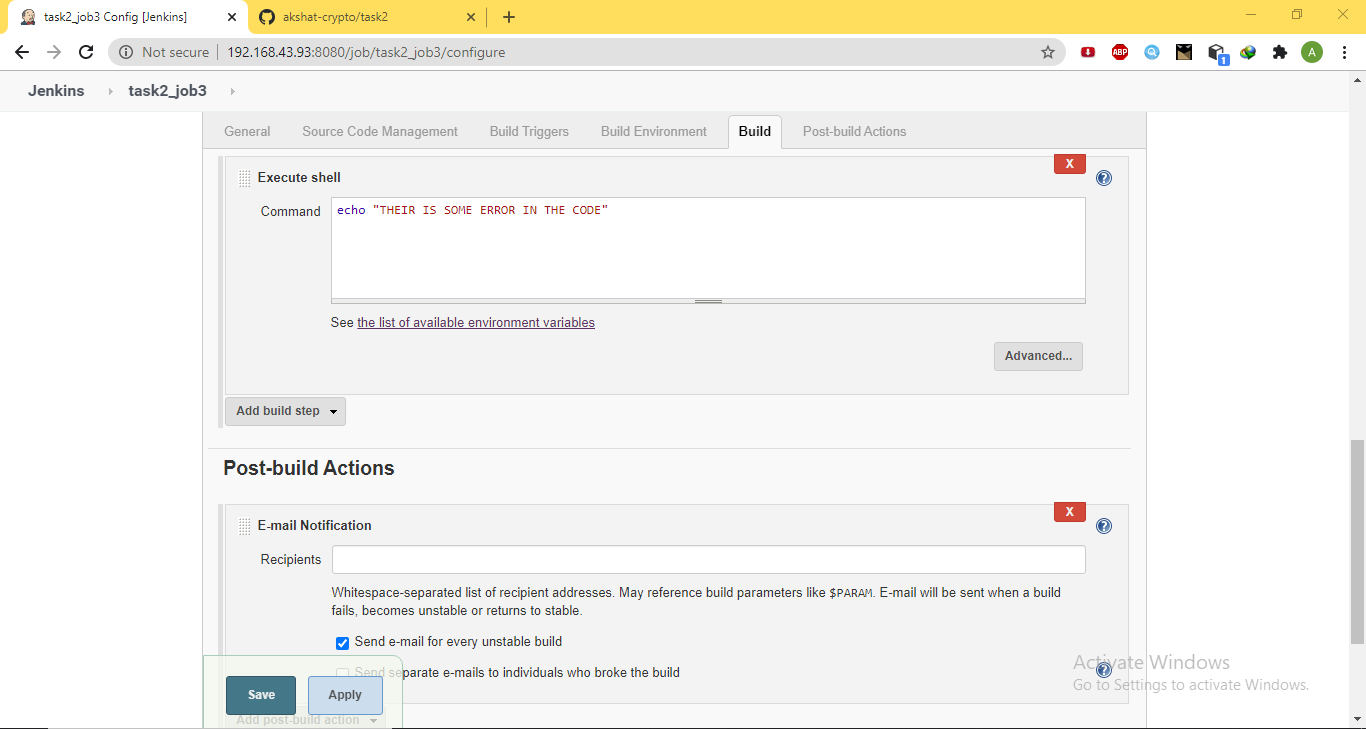 task2_job3 Config [Jenkins]
akshat-crypto/task2
Not secure
192.168.43.93:8080/job/task2_job3/configure
ABP
1
A
Jenkins
task2_job3
General
Source Code Management
Build Triggers
Build Environment
Build
Post-build Actions
X
Execute shell
?
Command
echo "THEIR IS SOME ERROR IN THE CODE"
See the list of available environment variables
Advanced...
Add build step
Post-build Actions
X
E-mail Notification
?
Recipients
Whitespace-separated list of recipient addresses. May reference build parameters like $PARAM. E-mail will be sent when a build
fails, becomes unstable or returns to stable.
Send e-mail for every unstable build
Send separate e-mails to individuals who broke the build
?
Activate Windows
Go to Settings to activate Windows.
Save
Apply
Add post-build action